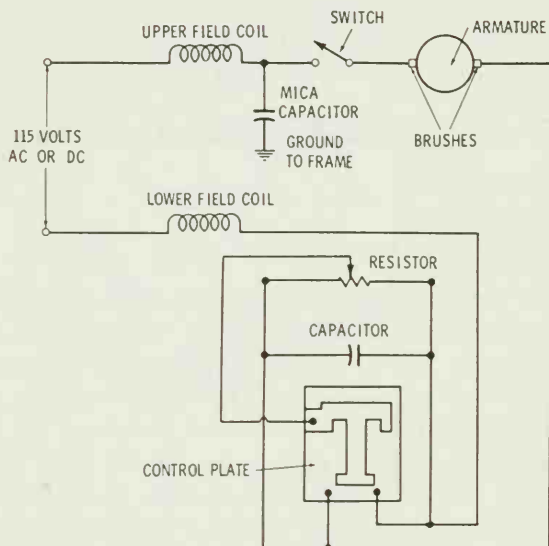 UPPER FIELD COIL
SWITCH
ARMATURE
MICA
CAPACITOR
115 VOLTS
AC OR DC
GROUND
TO FRAME
BRUSHES
LOWER FIELD COIL
RESISTOR
CAPACITOR
CONTROL PLATE